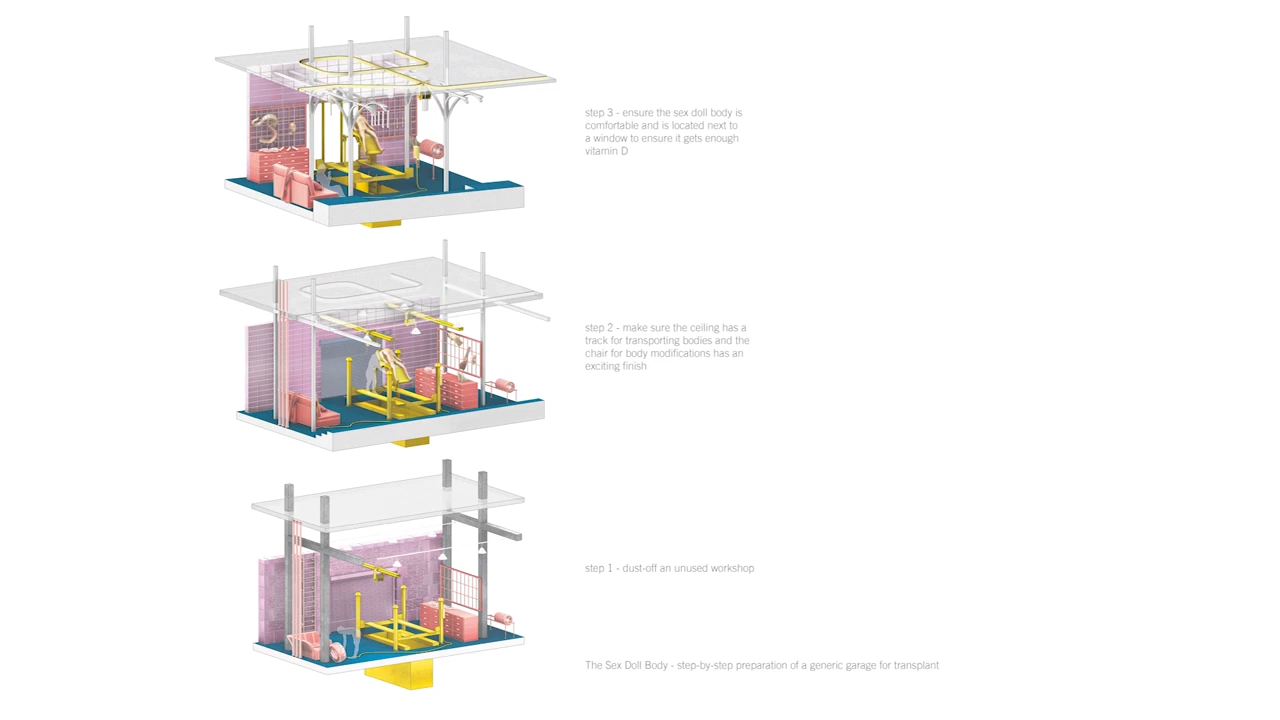 step 3 - ensure the sex doll body is
comfortable and is located next to
a window to ensure it gets enough
vitamin D
step 2 - make sure the ceiling has a
track for transporting bodies and the
chair for body modifications has an
exciting finish
step 1 - dust-off an unused workshop
The Sex Doll Body - step-by-step preparation of a generic garage for transplant